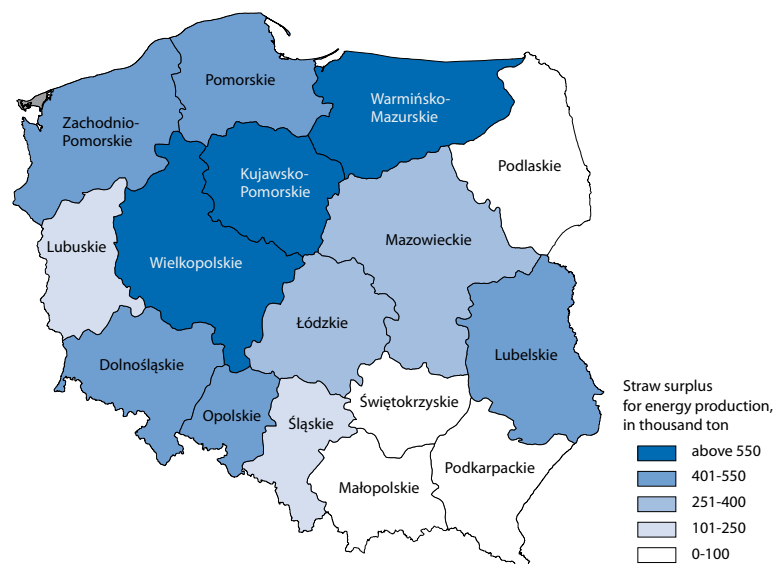 Pomorskie
Warmińsko-
Mazurskie
Zachodnio-
Pomorskie
Podlaskie
Kujawsko-
Pomorskie
Mazowieckie
Lubuskie
Wielkopolskie
Łódzkie
Lubelskie
Dolnośląskie
Opolskie
Śląskie
Świętokrzyskie
Podkarpackie
Małopolskie
Straw surplus
for energy production,
in thousand ton
above 550
401-550
251-400
101-250
0-100